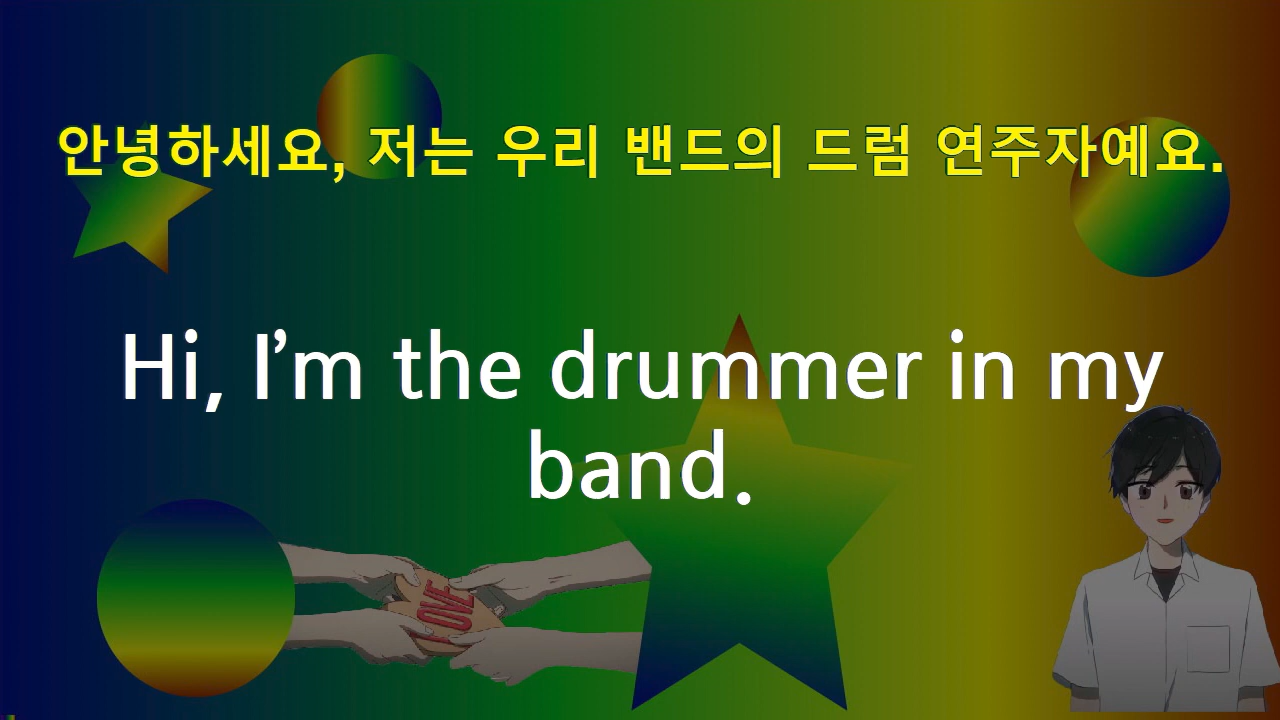 안녕하세요, 저는 우리 밴드의 드럼 연주자예요.
Hi, I’m the drummer in my
band.
LOVE